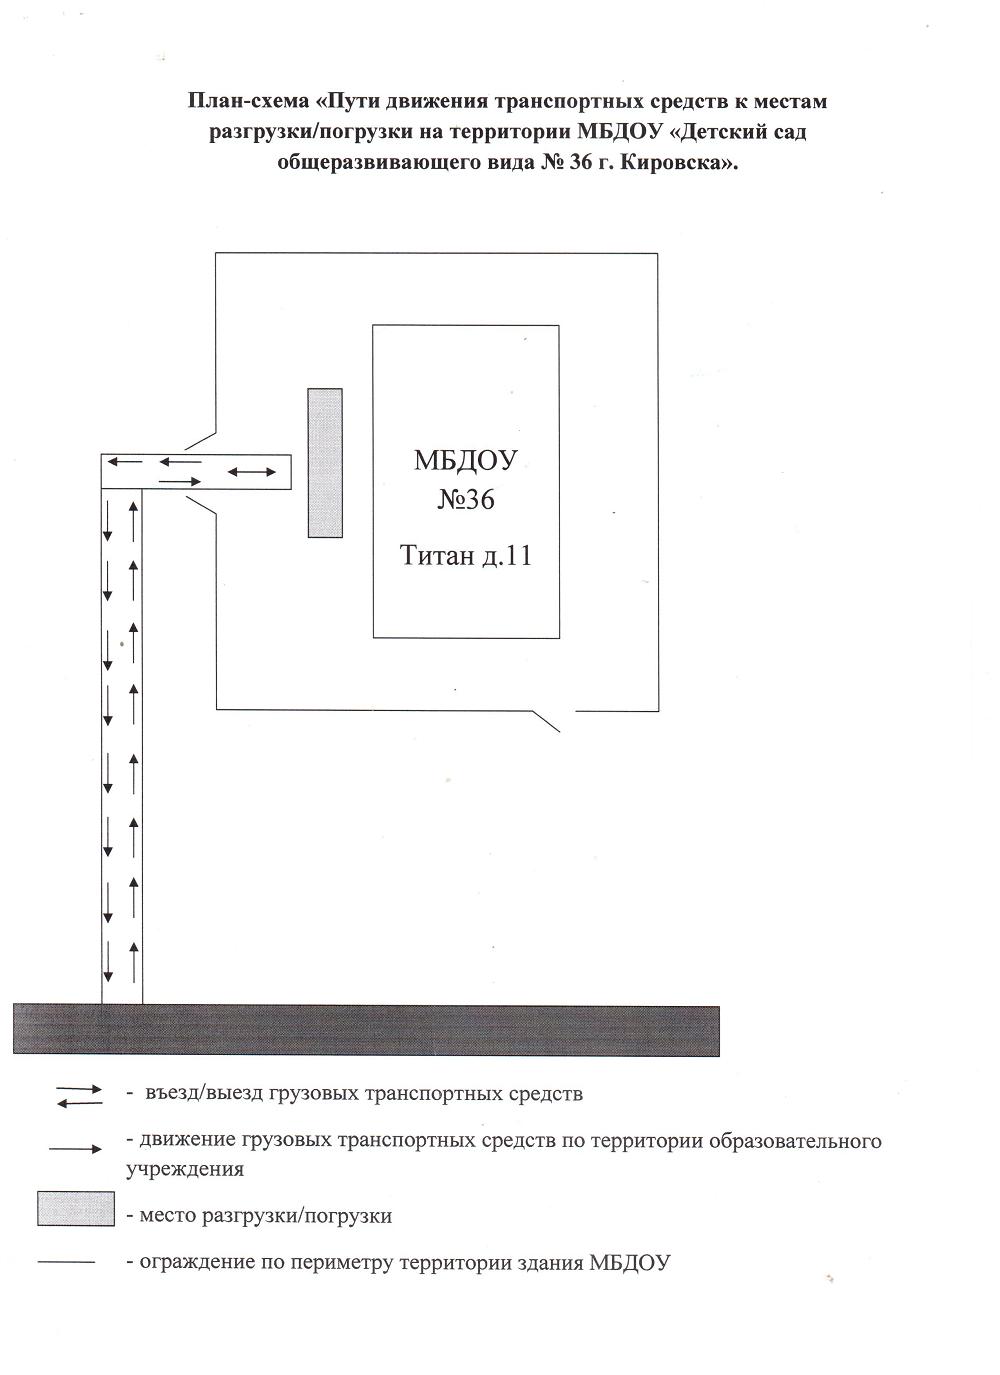 План-схема «Пути движения транспортных средств к местам
разгрузки/погрузки на территории МБДОУ «Детский сад
общеразвивающего вида № 36 г. Кировска».
МБДОУ
№36
Титан д.11
- въезд/выезд грузовых транспортных средств
- движение грузовых транспортных средств по территории образовательного
учреждения
- место разгрузки/погрузки
- ограждение по периметру территории здания МБДОУ